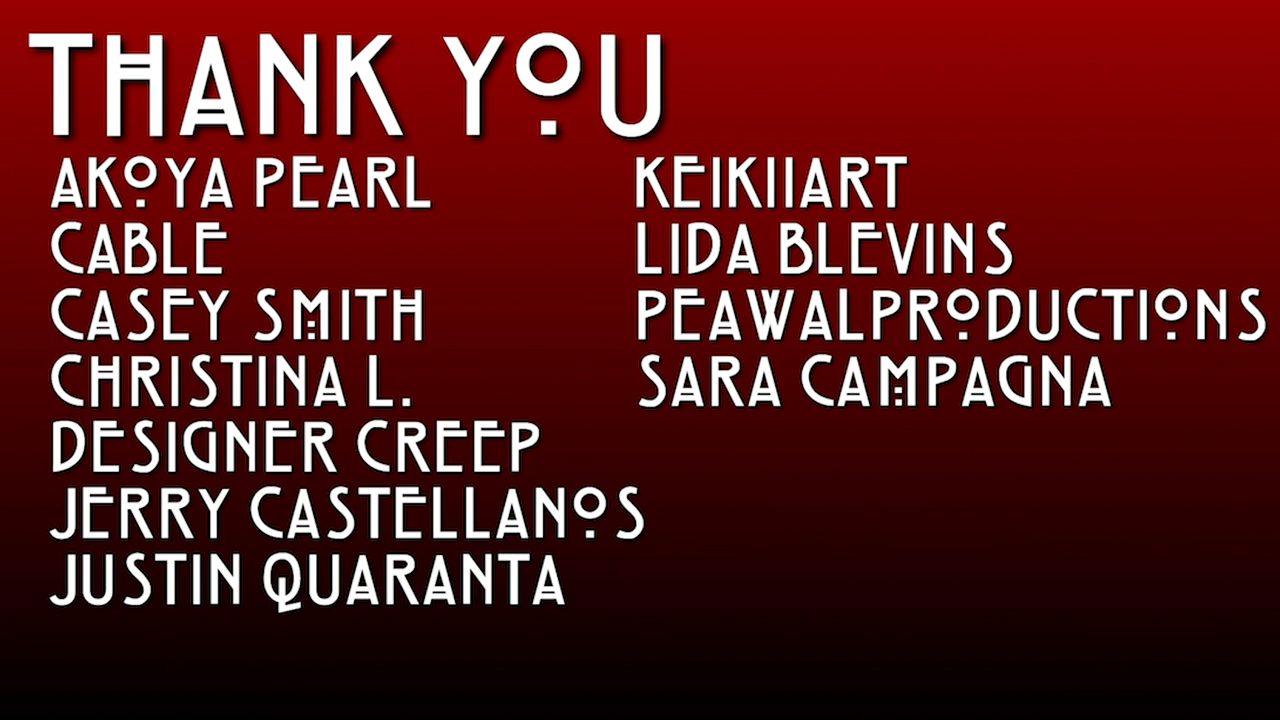 THANK YOU
AKOYA PEARL
CABLE
CASEY SMITH
CHRISTINA L.
DESIGNER CREEP
JERRY CASTELLANOS
JUSTIN QUARANTA
KEIKIIART
LIDA BLEVINS
PEAWALPRODUCTIONS
SARA CAMPAGNA